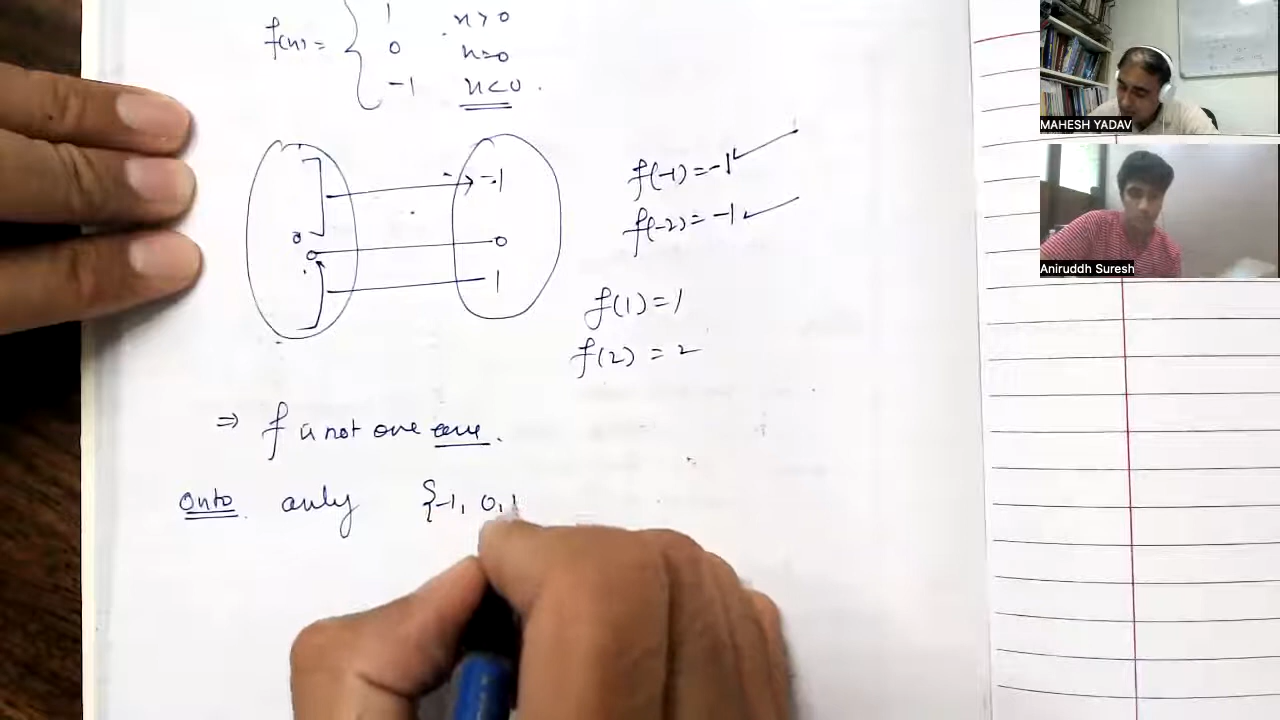 f(x) = { 1 x > 0
0 x=0
-1 x < 0 .
MAHESH YADAV
-1
0 0
1
f(-1) = -1
f(-2) = -1
Aniruddh Suresh
f(1) = 1
f(2) = 2
⇒ f is not one one.
Onto only {-1, 0, 1